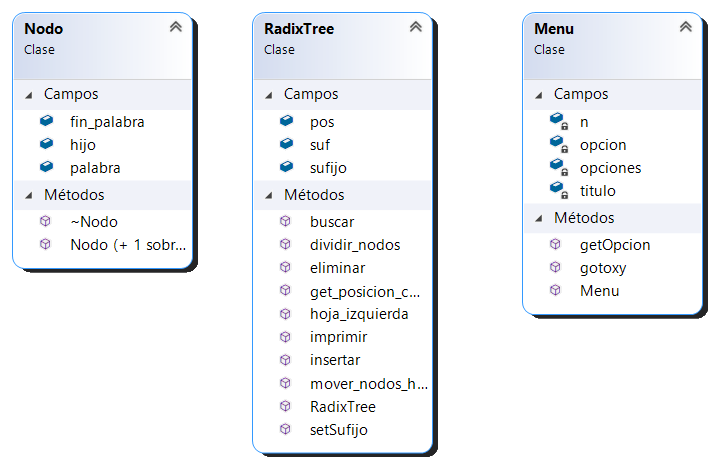 Nodo
Clase
Campos
fin_palabra
hijo
palabra
Métodos
~Nodo
Nodo (+ 1 sobr...
RadixTree
Clase
Campos
pos
suf
sufijo
Métodos
buscar
dividir_nodos
eliminar
get_posicion_c...
hoja_izquierda
imprimir
insertar
mover_nodos_h...
RadixTree
setSufijo
Menu
Clase
Campos
n
opcion
opciones
titulo
Métodos
getOpcion
gotoxy
Menu